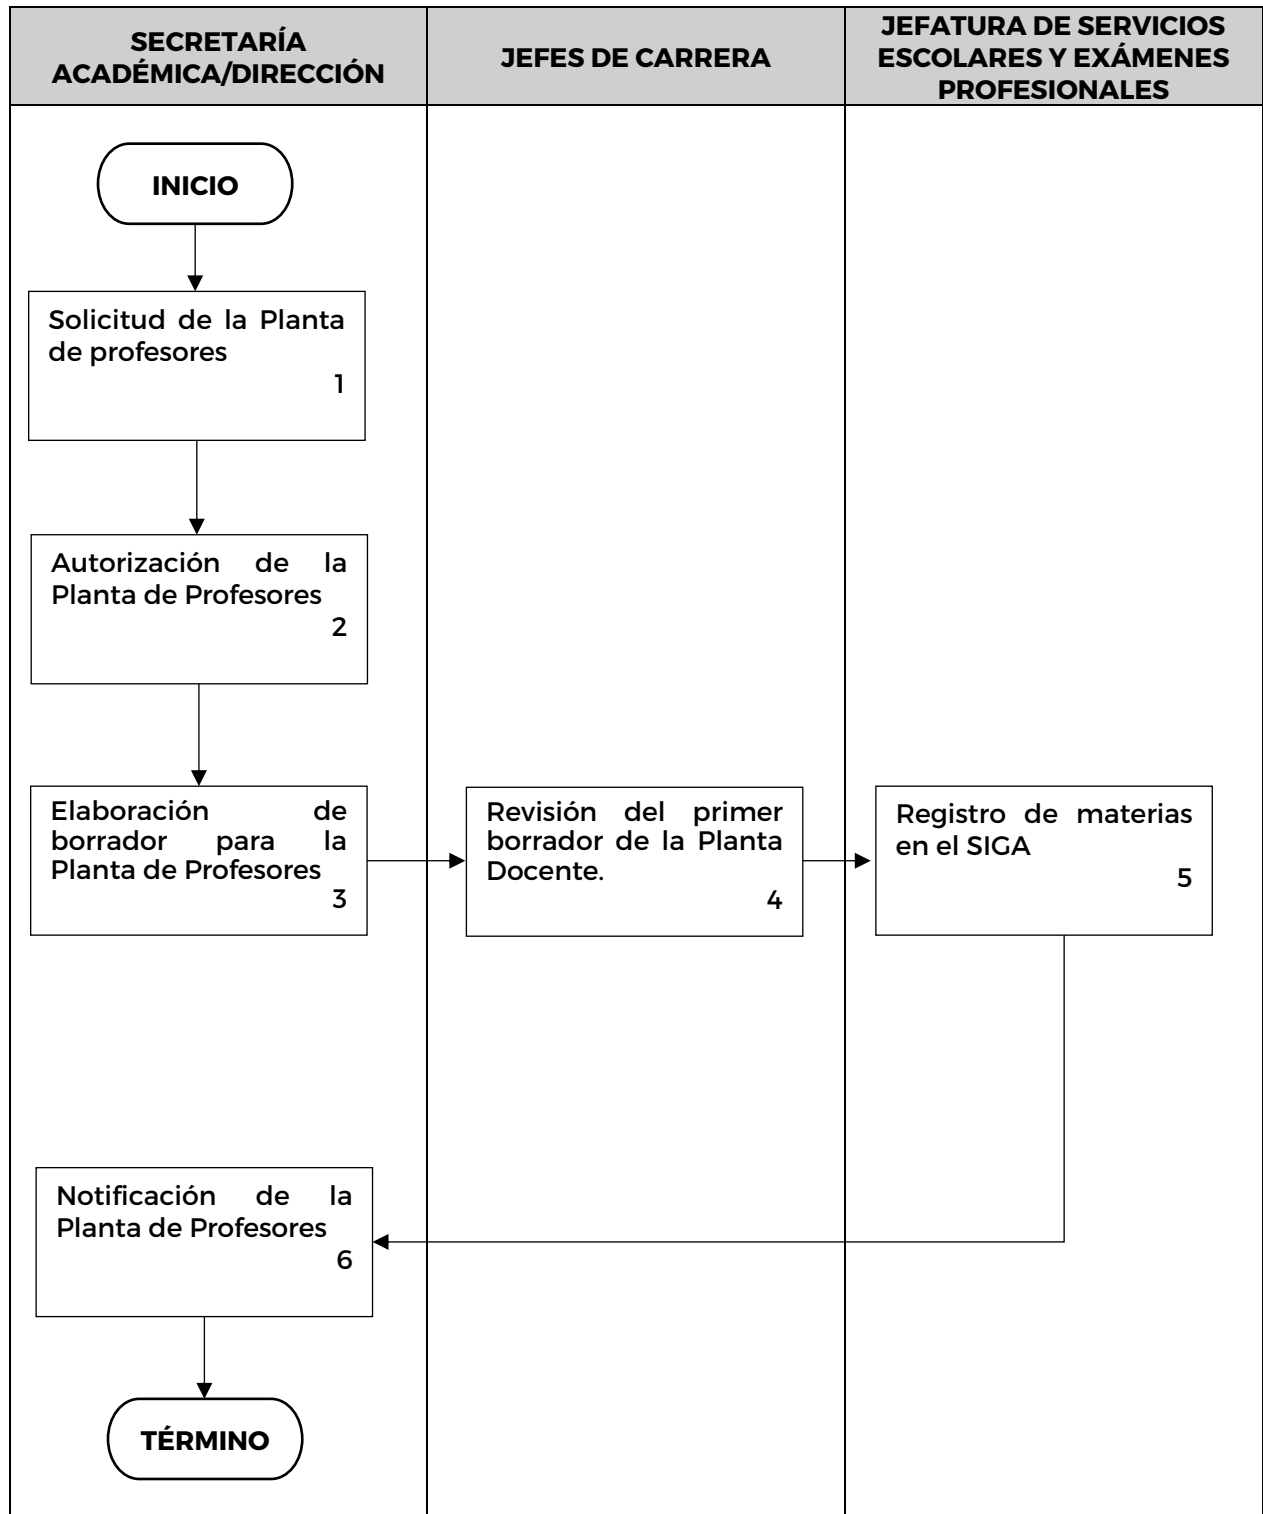 SECRETARÍA
ACADÉMICA/DIRECCIÓN
JEFES DE CARRERA
JEFATURA DE SERVICIOS
ESCOLARES Y EXÁMENES
PROFESIONALES
INICIO
Solicitud de la Planta
de profesores
1
Autorización de la
Planta de Profesores
2
Elaboración de
borrador para la
Planta de Profesores
3
Revisión del primer
borrador de la Planta
Docente.
4
Registro de materias
en el SIGA
5
Notificación de la
Planta de Profesores
6
TÉRMINO